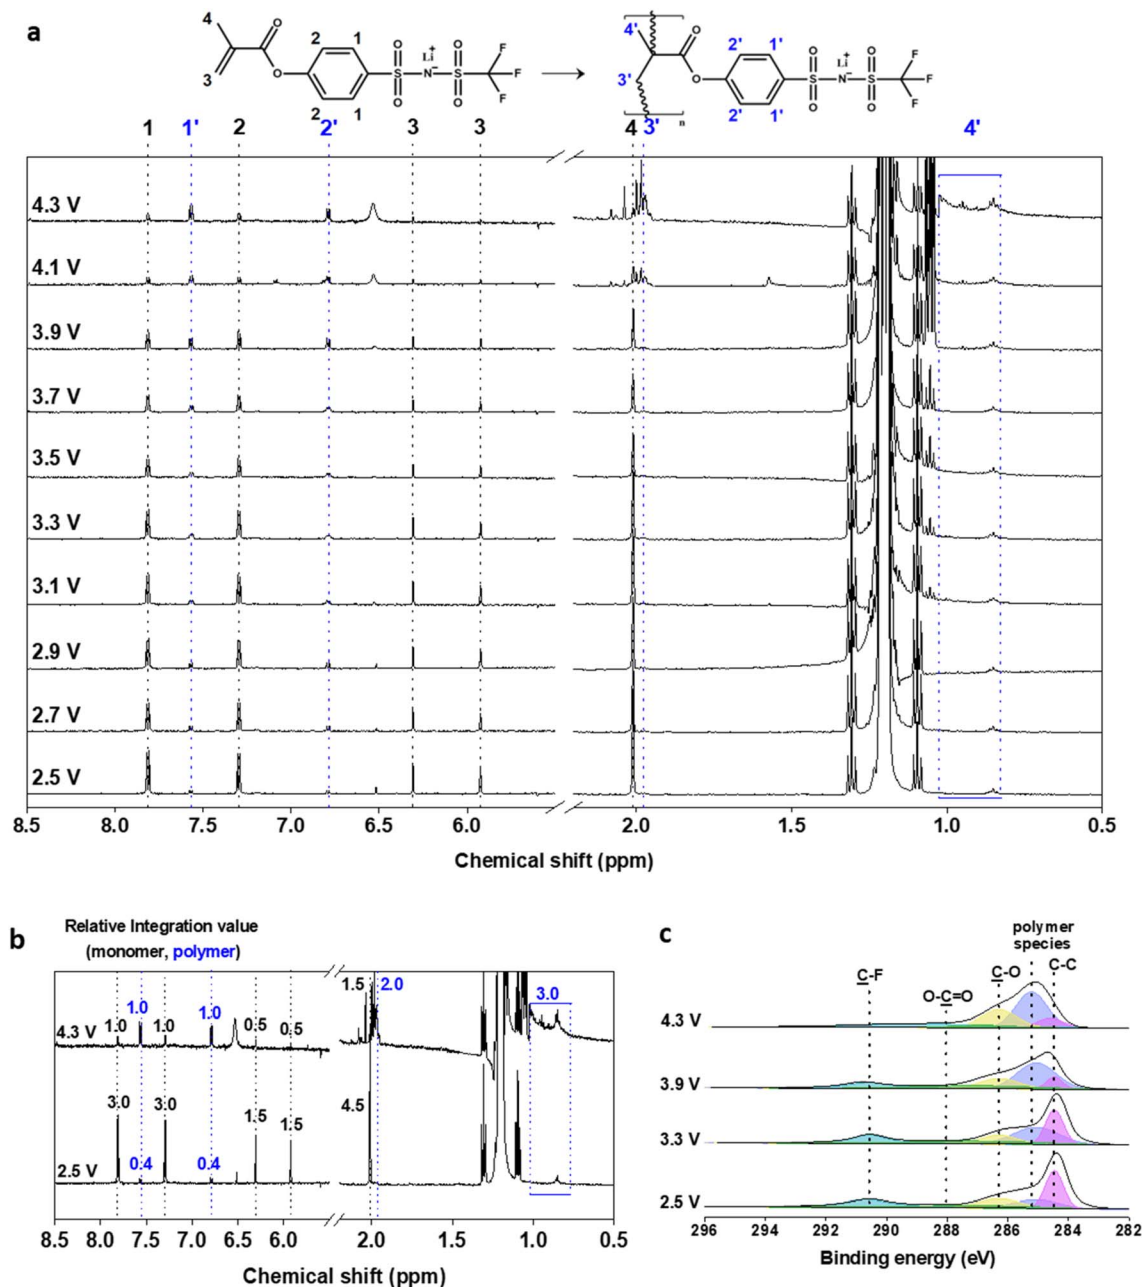 a
4 O O O Li+ F
2 1 S N− S F
3 O 2 1 O O F
4' O O O Li+ F
2' 1' S N− S F
3' O 2' 1' O O F
n
1 1' 2 2' 3 3 4 3' 4'
4.3 V
4.1 V
3.9 V
3.7 V
3.5 V
3.3 V
3.1 V
2.9 V
2.7 V
2.5 V
8.5 8.0 7.5 7.0 6.5 6.0 2.0 1.5 1.0 0.5
Chemical shift (ppm)
b
Relative Integration value
(monomer, polymer)
1.0 1.0 1.0 1.0 0.5 0.5 1.5 2.0 3.0
4.3 V
3.0 0.4 3.0 0.4 1.5 1.5 4.5
2.5 V
8.5 8.0 7.5 7.0 6.5 6.0 2.0 1.5 1.0 0.5
Chemical shift (ppm)
c
polymer
species
C-F O-C=O C-O C-C
4.3 V
3.9 V
3.3 V
2.5 V
296 294 292 290 288 286 284 282
Binding energy (eV)